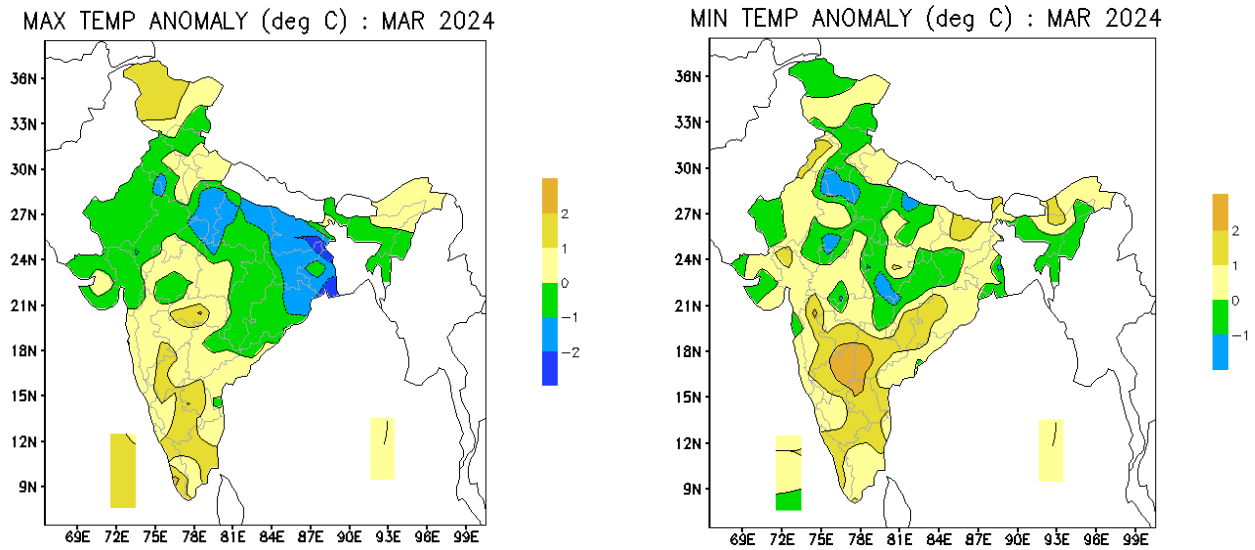 MAX TEMP ANOMALY (deg C) : MAR 2024
36N
33N
30N
27N
24N
21N
18N
15N
12N
9N
69E 72E 75E 78E 81E 84E 87E 90E 93E 96E 99E
2
1
0
−1
−2
MIN TEMP ANOMALY (deg C) : MAR 2024
36N
33N
30N
27N
24N
21N
18N
15N
12N
9N
69E 72E 75E 78E 81E 84E 87E 90E 93E 96E 99E
2
1
0
−1